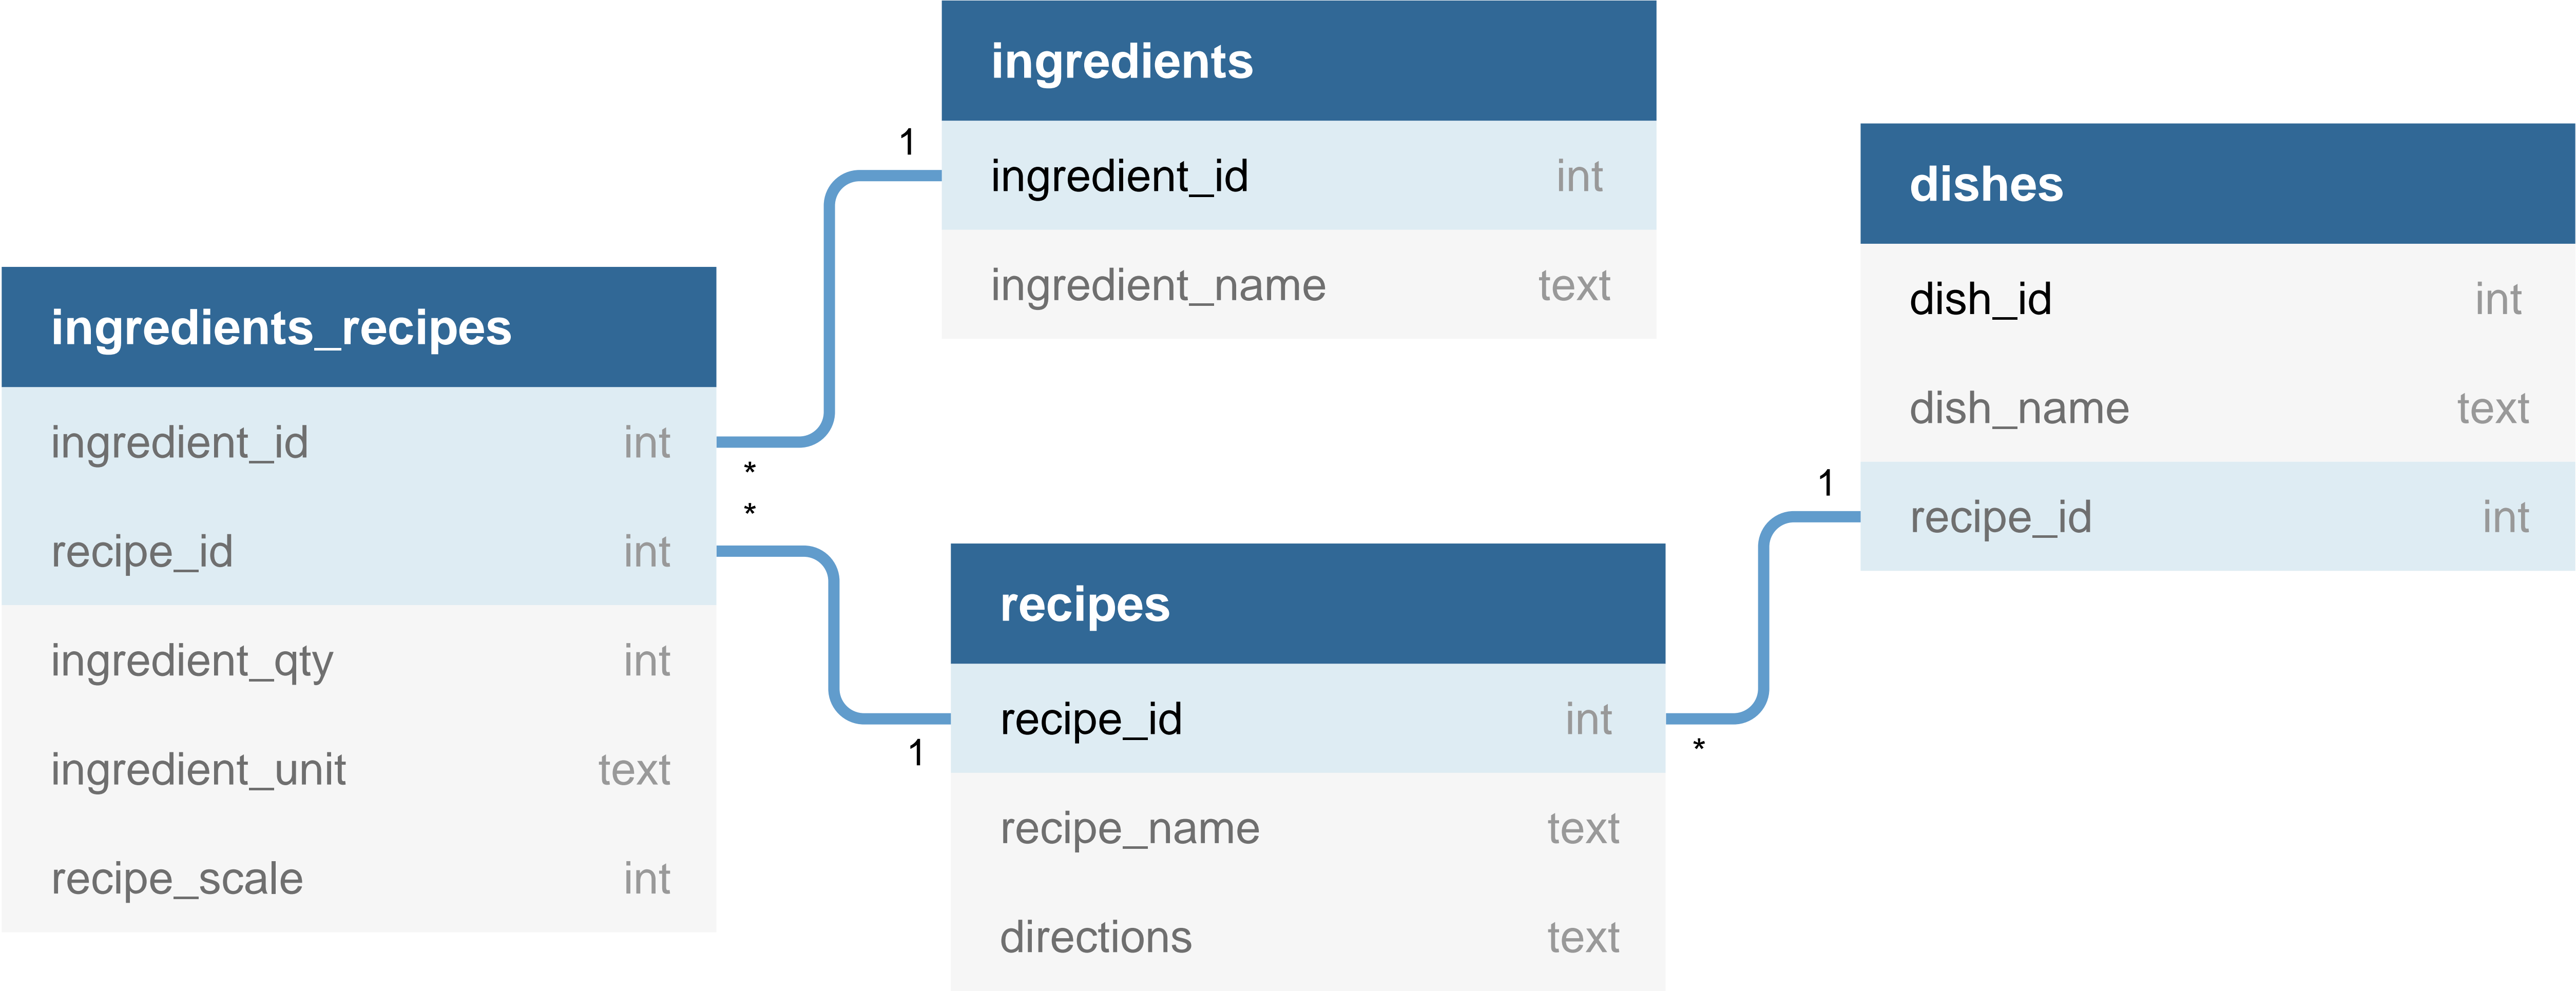 ingredients
ingredient_id int
ingredient_name text
ingredients_recipes
ingredient_id int
recipe_id int
ingredient_qty int
ingredient_unit text
recipe_scale int
recipes
recipe_id int
recipe_name text
directions text
dishes
dish_id int
dish_name text
recipe_id int
1
*
*
1
*
1